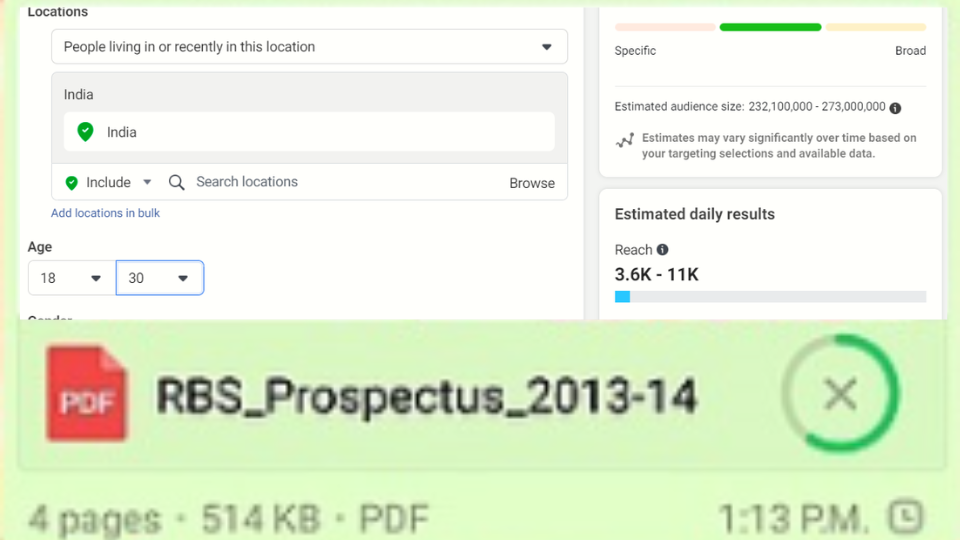 Locations
People living in or recently in this location
India
India
Include Search locations Browse
Add locations in bulk
Age
18 30
Specific Broad
Estimated audience size: 232,100,000 - 273,000,000
Estimates may vary significantly over time based on
your targeting selections and available data.
Estimated daily results
Reach
3.6K - 11K
PDF RBS_Prospectus_2013-14
4 pages · 514 KB · PDF 1:13 P.M.